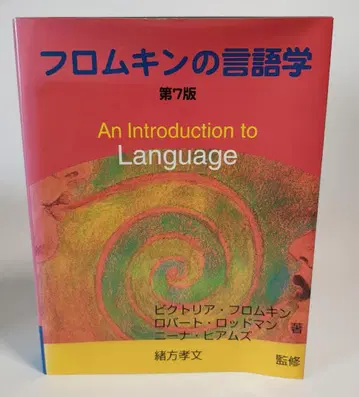 フロムキンの言語学
第7版
An Introduction to
Language
ビクトリア・フロムキン
ロバート・ロッドマン 著
ニーナ・ヒアムズ
緒方孝文 監修